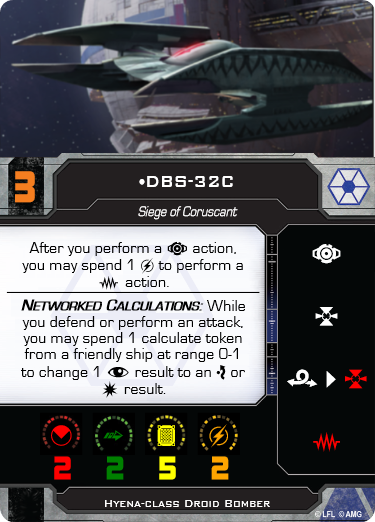 3
•DBS-32C
Siege of Coruscant
After you perform a action,
you may spend 1 to perform a
action.
NETWORKED CALCULATIONS: While
you defend or perform an attack,
you may spend 1 calculate token
from a friendly ship at range 0-1
to change 1 result to an or
result.
2 2 5 2
HYENA-CLASS DROID BOMBER
© LFL © AMG